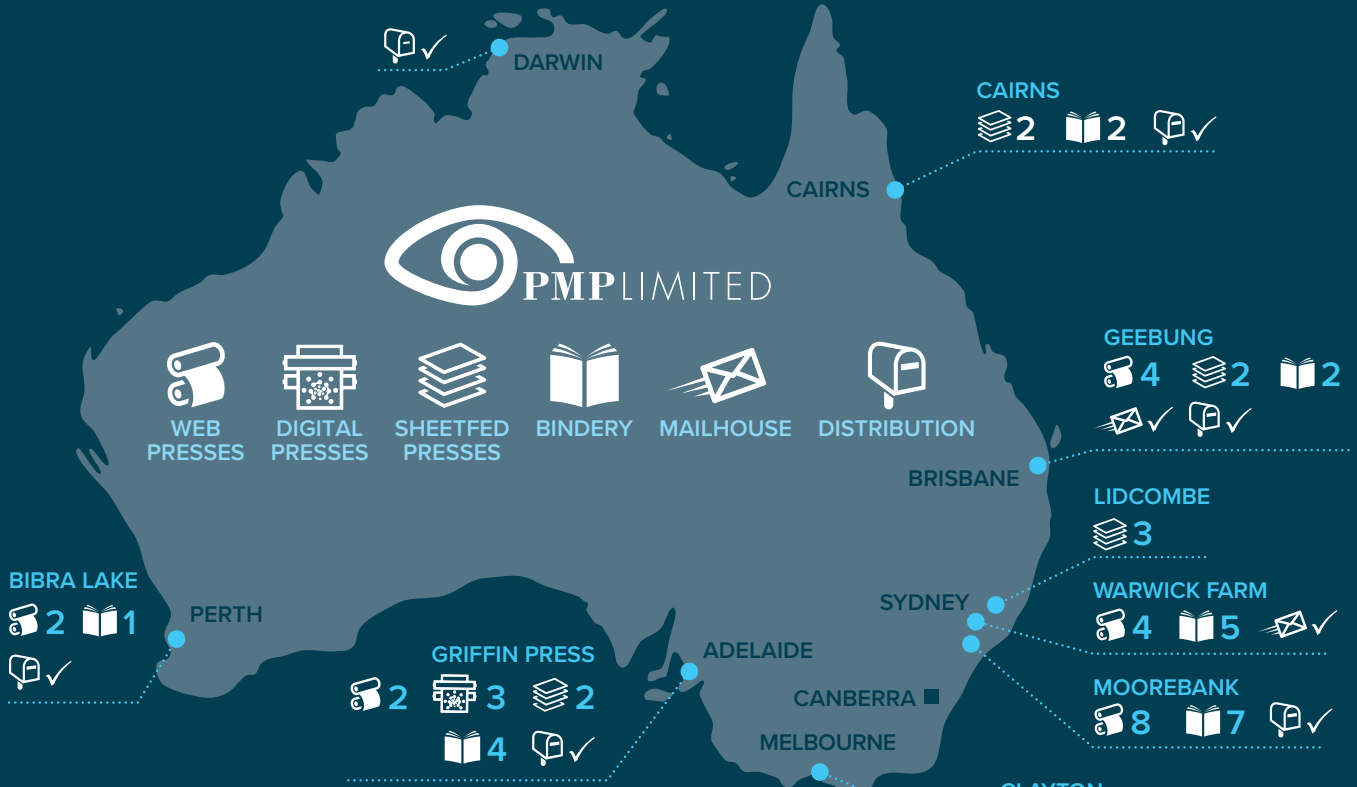 DARWIN
CAIRNS
2 2
CAIRNS
PMP LIMITED
WEB PRESSES
DIGITAL PRESSES
SHEETFED PRESSES
BINDERY
MAILHOUSE
DISTRIBUTION
GEEBUNG
4 2 2
BRISBANE
LIDCOMBE
3
BIBRA LAKE
2 1
PERTH
SYDNEY
WARWICK FARM
4 5
GRIFFIN PRESS
2 3 2
4
ADELAIDE
CANBERRA
MOOREBANK
8 7
MELBOURNE
CLAYTON